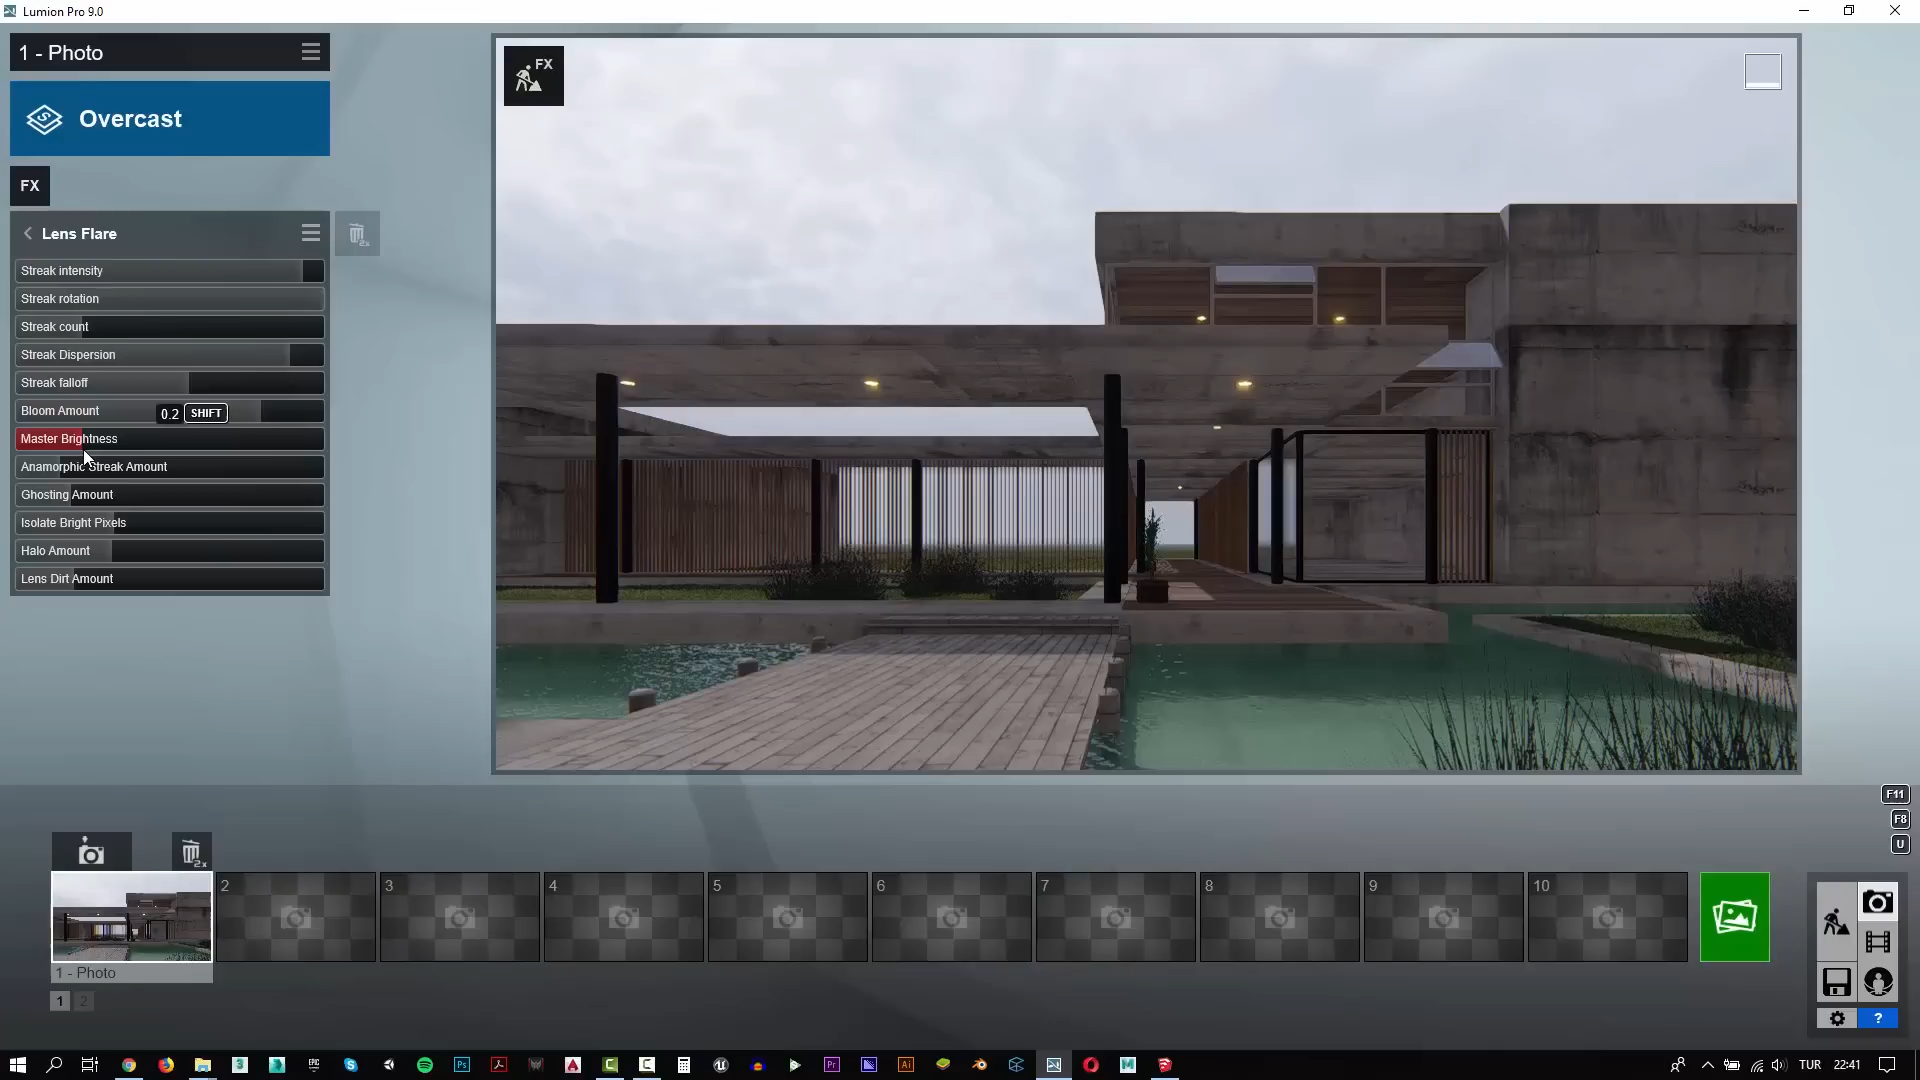 Lumion Pro 9.0
1 - Photo
Overcast
FX
FX
Lens Flare
2x
Streak intensity
Streak rotation
Streak count
Streak Dispersion
Streak falloff
Bloom Amount
0.2 SHIFT
Master Brightness
Anamorphic Streak Amount
Ghosting Amount
Isolate Bright Pixels
Halo Amount
Lens Dirt Amount
F11
F8
U
2x
2 3 4 5 6 7 8 9 10
1 - Photo
1 2
?
TUR 22:41